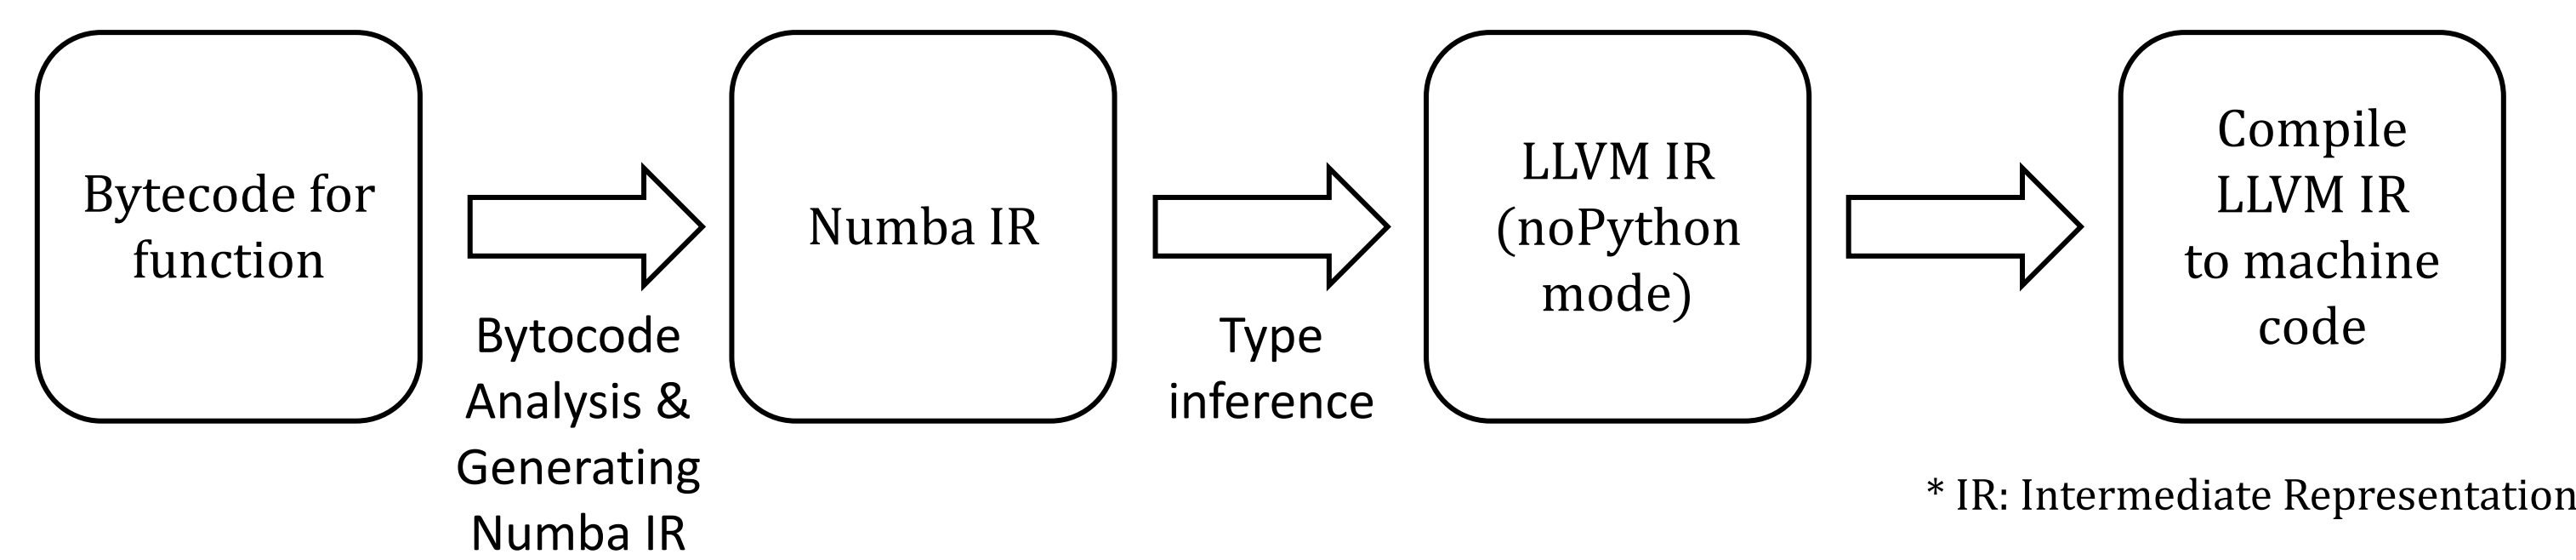 Bytecode for
function
Bytocode
Analysis &
Generating
Numba IR
Numba IR
Type
inference
LLVM IR
(noPython
mode)
Compile
LLVM IR
to machine
code
* IR: Intermediate Representation